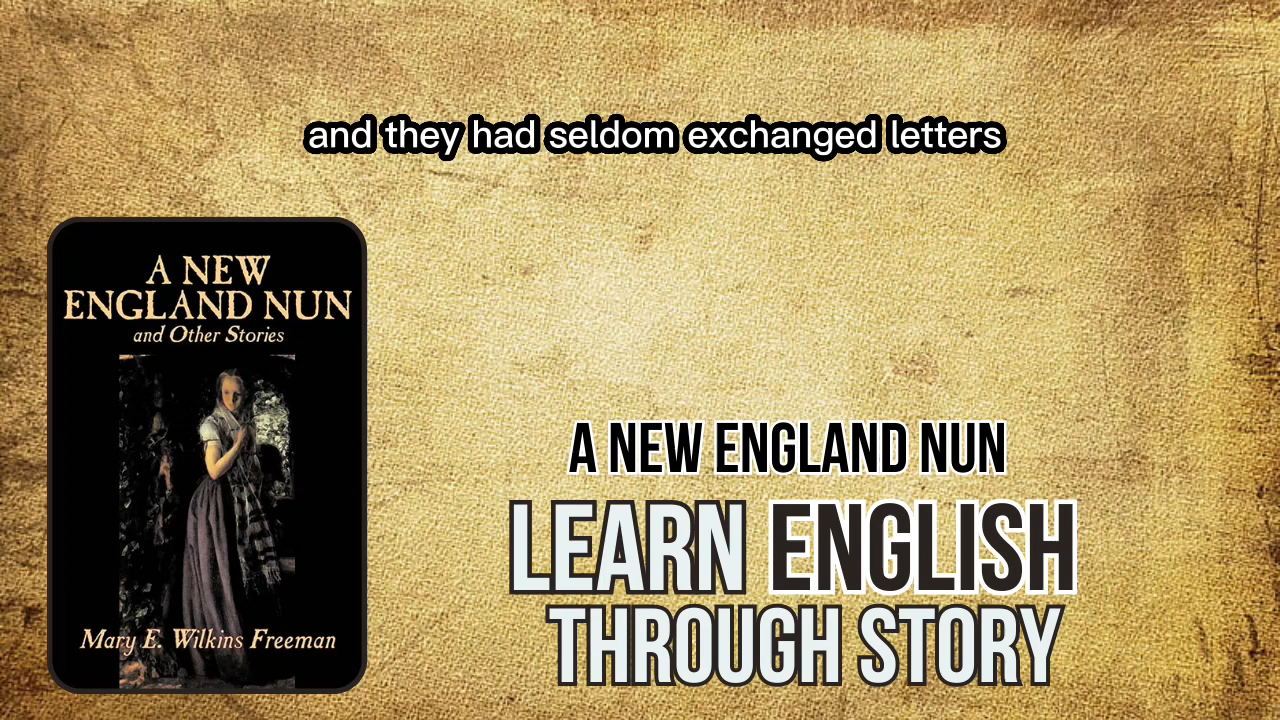 and they had seldom exchanged letters
A NEW
ENGLAND NUN
and Other Stories
Mary E. Wilkins Freeman
A NEW ENGLAND NUN
LEARN ENGLISH
THROUGH STORY